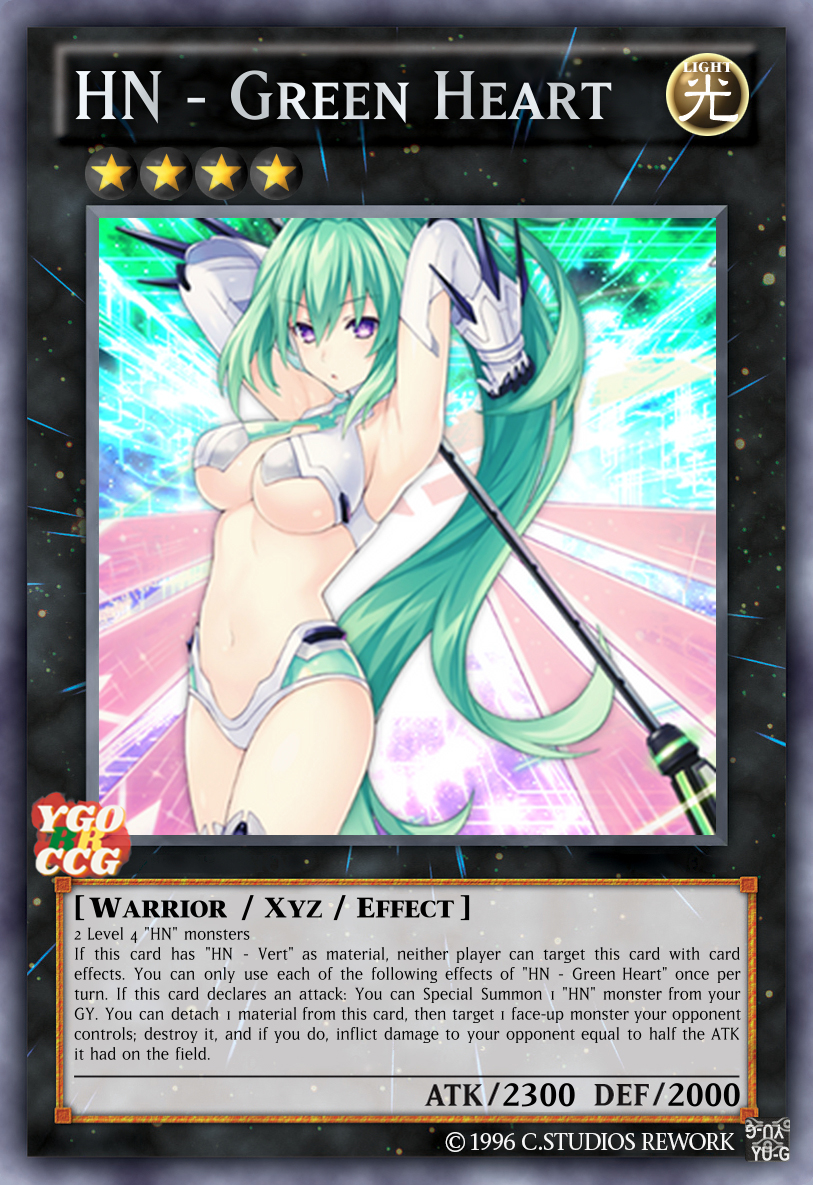 HN - Green Heart
LIGHT
光
YGO
RR
CCG
[ Warrior / Xyz / Effect ]
2 Level 4 "HN" monsters
If this card has "HN - Vert" as material, neither player can target this card with card
effects. You can only use each of the following effects of "HN - Green Heart" once per
turn. If this card declares an attack: You can Special Summon 1 "HN" monster from your
GY. You can detach 1 material from this card, then target 1 face-up monster your opponent
controls; destroy it, and if you do, inflict damage to your opponent equal to half the ATK
it had on the field.
ATK/2300 DEF/2000
© 1996 C.STUDIOS REWORK
YU-G